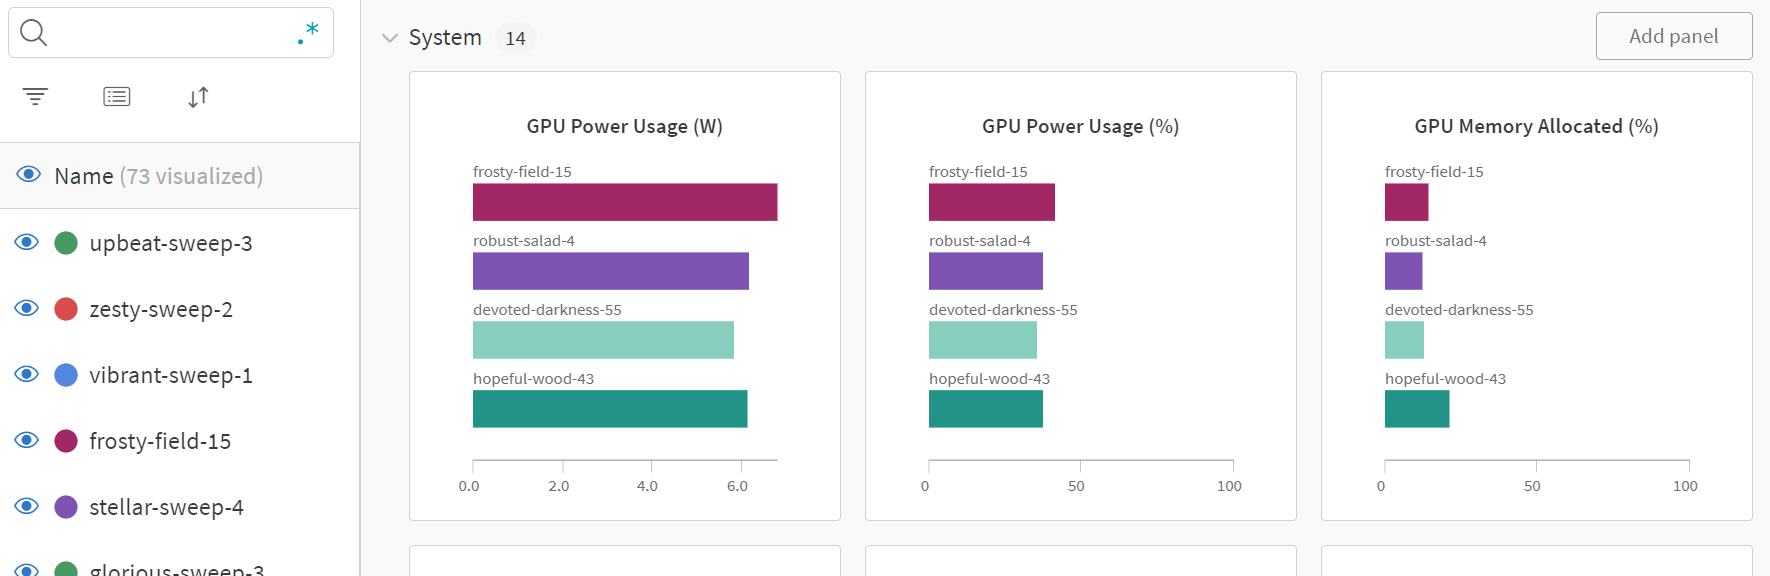 .*
Name (73 visualized)
upbeat-sweep-3
zesty-sweep-2
vibrant-sweep-1
frosty-field-15
stellar-sweep-4
glorious-sweep-3
System 14
Add panel
GPU Power Usage (W)
frosty-field-15
robust-salad-4
devoted-darkness-55
hopeful-wood-43
0.0 2.0 4.0 6.0
GPU Power Usage (%)
frosty-field-15
robust-salad-4
devoted-darkness-55
hopeful-wood-43
0 50 100
GPU Memory Allocated (%)
frosty-field-15
robust-salad-4
devoted-darkness-55
hopeful-wood-43
0 50 100